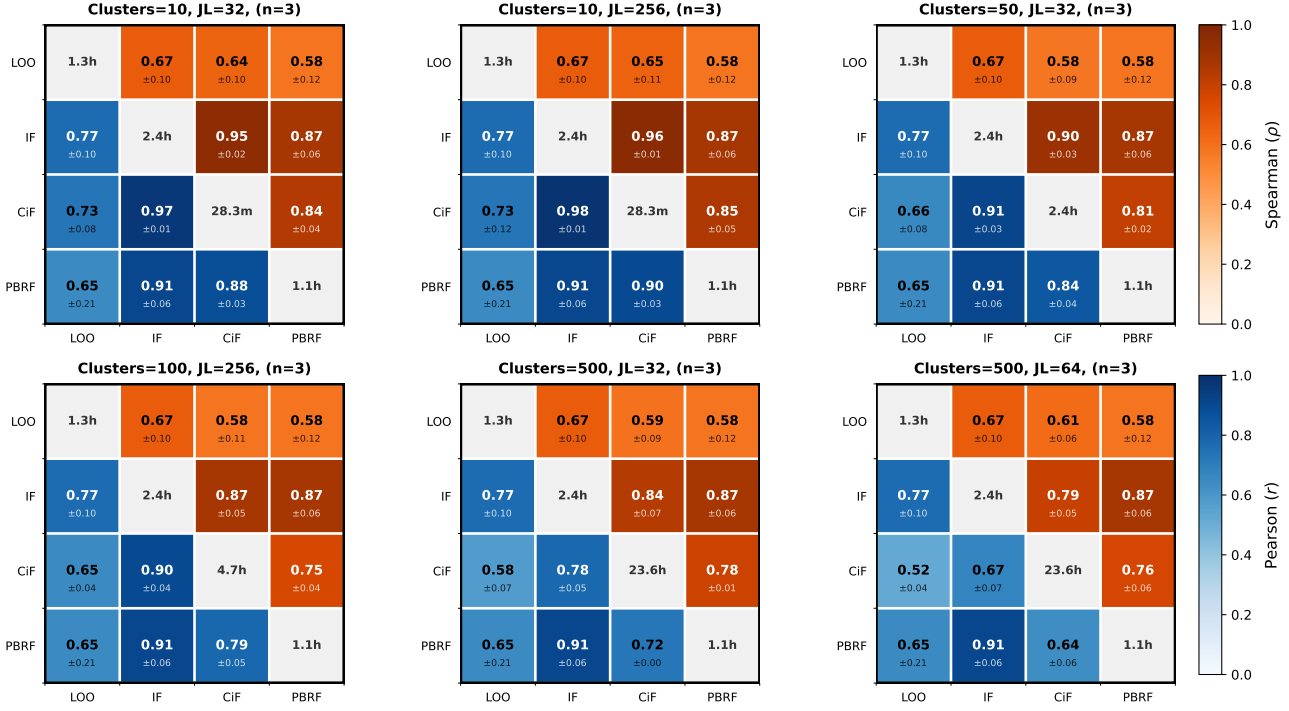 Clusters=10, JL=32, (n=3)
LOO 1.3h 0.67 0.64 0.58
±0.10 ±0.10 ±0.12
IF 0.77 2.4h 0.95 0.87
±0.10 ±0.02 ±0.06
CiF 0.73 0.97 28.3m 0.84
±0.08 ±0.01 ±0.04
PBRF 0.65 0.91 0.88 1.1h
±0.21 ±0.06 ±0.03
LOO IF CiF PBRF
Clusters=10, JL=256, (n=3)
1.3h 0.67 0.65 0.58
±0.10 ±0.11 ±0.12
0.77 2.4h 0.96 0.87
±0.10 ±0.01 ±0.06
0.73 0.98 28.3m 0.85
±0.12 ±0.01 ±0.05
0.65 0.91 0.90 1.1h
±0.21 ±0.06 ±0.03
LOO IF CiF PBRF
Clusters=50, JL=32, (n=3)
1.3h 0.67 0.58 0.58
±0.10 ±0.09 ±0.12
0.77 2.4h 0.90 0.87
±0.10 ±0.03 ±0.06
0.66 0.91 2.4h 0.81
±0.08 ±0.03 ±0.02
0.65 0.91 0.84 1.1h
±0.21 ±0.06 ±0.04
LOO IF CiF PBRF
1.0
0.8
0.6
0.4
0.2
0.0
Spearman (ρ)
Clusters=100, JL=256, (n=3)
LOO 1.3h 0.67 0.58 0.58
±0.10 ±0.11 ±0.12
IF 0.77 2.4h 0.87 0.87
±0.10 ±0.05 ±0.06
CiF 0.65 0.90 4.7h 0.75
±0.04 ±0.04 ±0.04
PBRF 0.65 0.91 0.79 1.1h
±0.21 ±0.06 ±0.05
LOO IF CiF PBRF
Clusters=500, JL=32, (n=3)
LOO 1.3h 0.67 0.59 0.58
±0.10 ±0.09 ±0.12
IF 0.77 2.4h 0.84 0.87
±0.10 ±0.07 ±0.06
CiF 0.58 0.78 23.6h 0.78
±0.07 ±0.05 ±0.01
PBRF 0.65 0.91 0.72 1.1h
±0.21 ±0.06 ±0.00
LOO IF CiF PBRF
Clusters=500, JL=64, (n=3)
LOO 1.3h 0.67 0.61 0.58
±0.10 ±0.06 ±0.12
IF 0.77 2.4h 0.79 0.87
±0.10 ±0.05 ±0.06
CiF 0.52 0.67 23.6h 0.76
±0.04 ±0.07 ±0.06
PBRF 0.65 0.91 0.64 1.1h
±0.21 ±0.06 ±0.06
LOO IF CiF PBRF
1.0
0.8
0.6
0.4
0.2
0.0
Pearson (r)